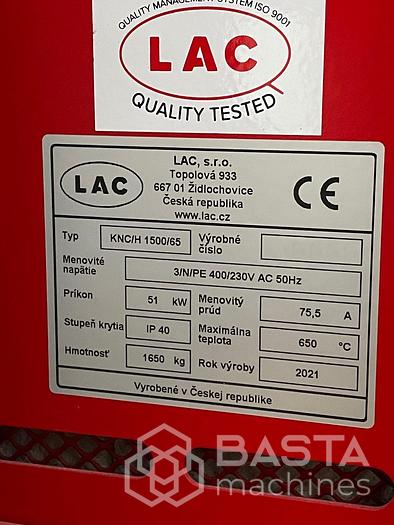 QUALITY MANAGEMENT SYSTEM ISO 9001
LAC
QUALITY TESTED
LAC
LAC, s.r.o.
Topolová 933
667 01 Židlochovice
Česká republika
www.lac.cz
CE
Typ KNC/H 1500/65 Výrobné číslo
Menovité napätie 3/N/PE 400/230V AC 50Hz
Príkon 51 kW Menovitý prúd 75,5 A
Stupeň krytia IP 40 Maximálna teplota 650 °C
Hmotnosť 1650 kg Rok výroby 2021
Vyrobené v Českej republike
BASTA
machines